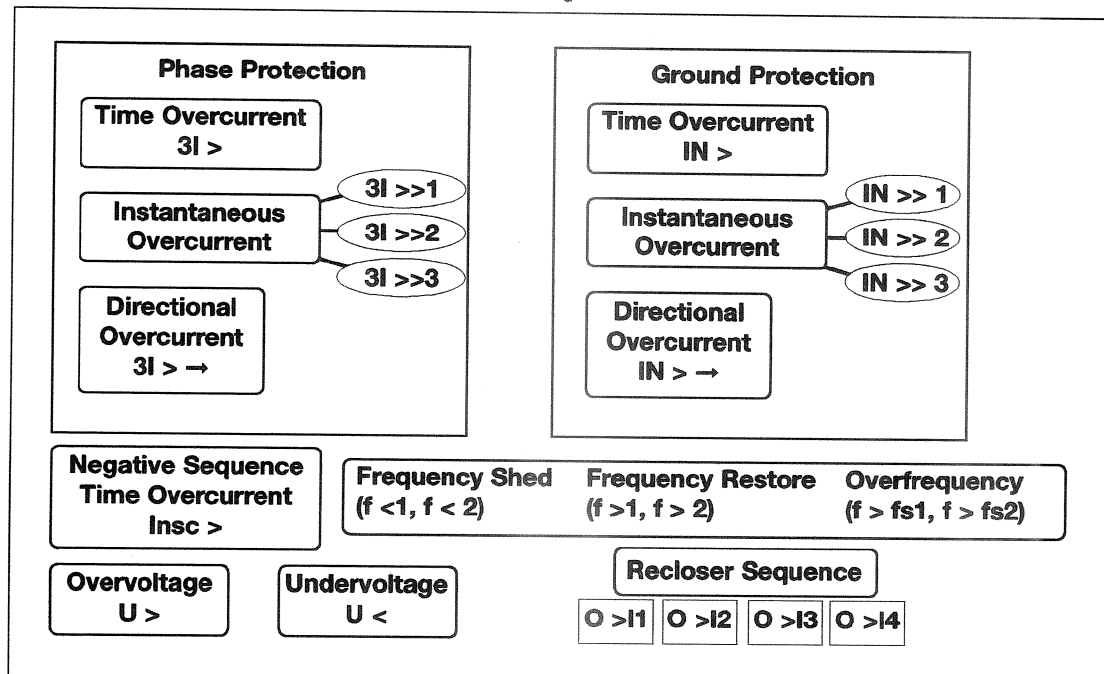 Phase Protection
Time Overcurrent
3I >
Instantaneous
Overcurrent
3I >>1
3I >>2
3I >>3
Directional
Overcurrent
3I > →
Ground Protection
Time Overcurrent
IN >
Instantaneous
Overcurrent
IN >> 1
IN >> 2
IN >> 3
Directional
Overcurrent
IN > →
Negative Sequence
Time Overcurrent
Insc >
Frequency Shed
(f <1, f < 2)
Frequency Restore
(f >1, f > 2)
Overfrequency
(f > fs1, f > fs2)
Overvoltage
U >
Undervoltage
U <
Recloser Sequence
O >I1
O >I2
O >I3
O >I4